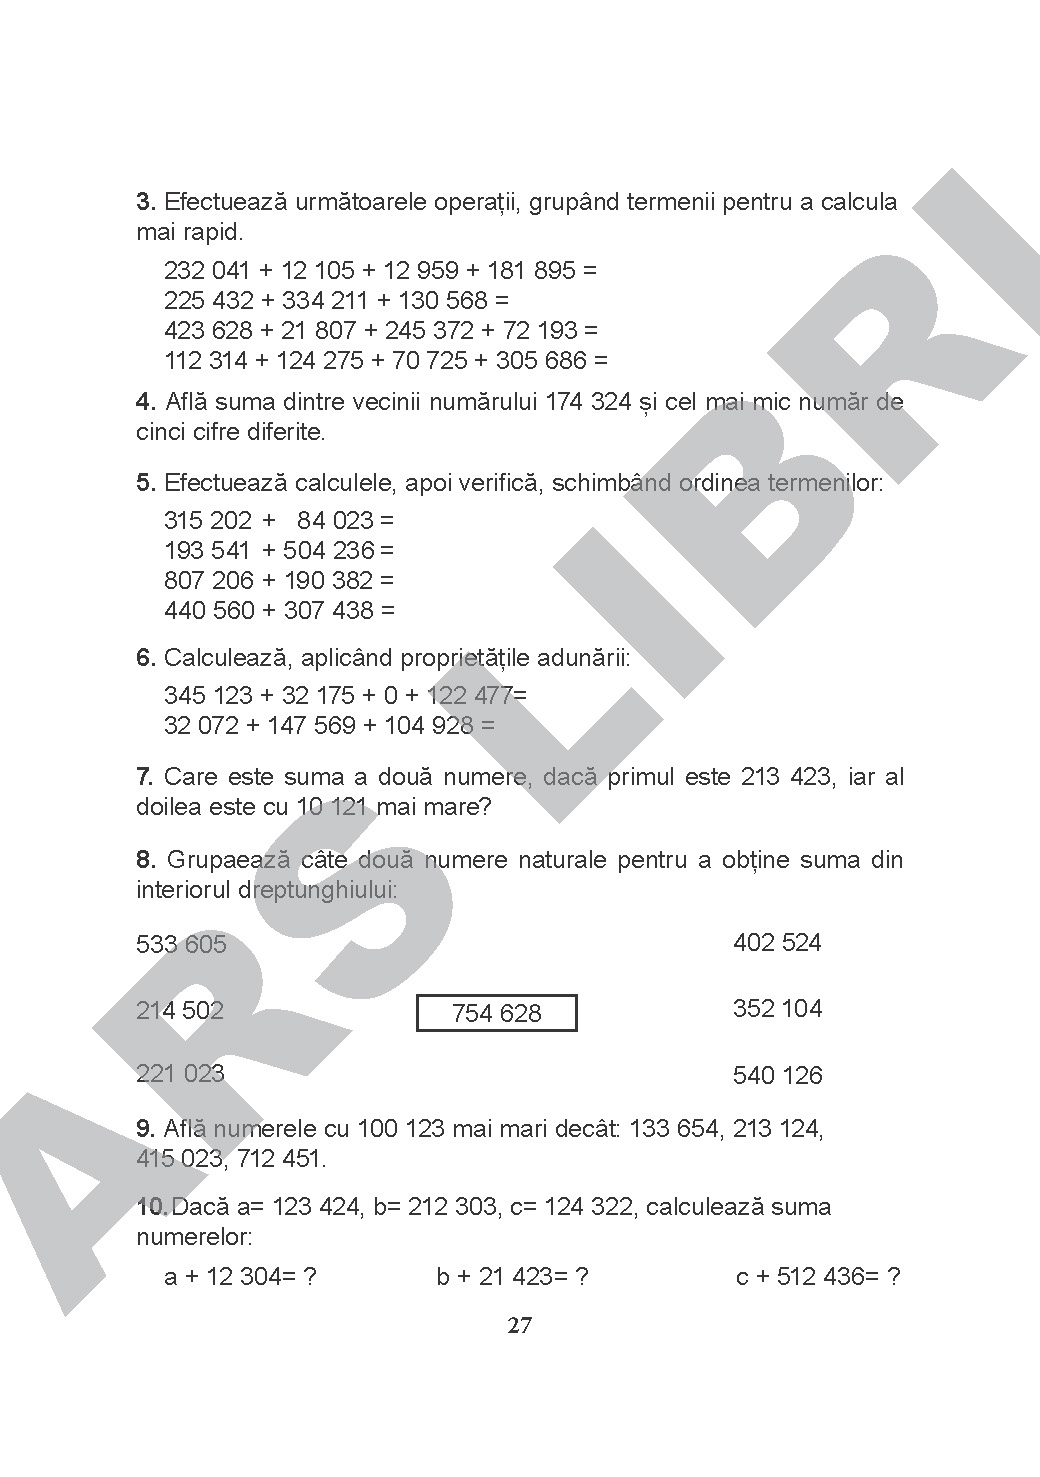 3. Efectuează următoarele operații, grupând termenii pentru a calcula
mai rapid.
232 041 + 12 105 + 12 959 + 181 895 =
225 432 + 334 211 + 130 568 =
423 628 + 21 807 + 245 372 + 72 193 =
112 314 + 124 275 + 70 725 + 305 686 =
4. Află suma dintre vecinii numărului 174 324 și cel mai mic număr de
cinci cifre diferite.
5. Efectuează calculele, apoi verifică, schimbând ordinea termenilor:
315 202 + 84 023 =
193 541 + 504 236 =
807 206 + 190 382 =
440 560 + 307 438 =
6. Calculează, aplicând proprietățile adunării:
345 123 + 32 175 + 0 + 122 477=
32 072 + 147 569 + 104 928 =
7. Care este suma a două numere, dacă primul este 213 423, iar al
doilea este cu 10 121 mai mare?
8. Grupaează câte două numere naturale pentru a obține suma din
interiorul dreptunghiului:
533 605 402 524
214 502 754 628 352 104
221 023 540 126
9. Află numerele cu 100 123 mai mari decât: 133 654, 213 124,
415 023, 712 451.
10.Dacă a= 123 424, b= 212 303, c= 124 322, calculează suma
numerelor:
a + 12 304= ? b + 21 423= ? c + 512 436= ?
27
ARS LIBRI